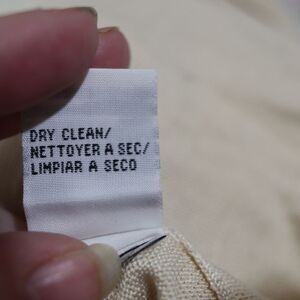 DRY CLEAN/
NETTOYER A SEC/
LIMPIAR A SECO